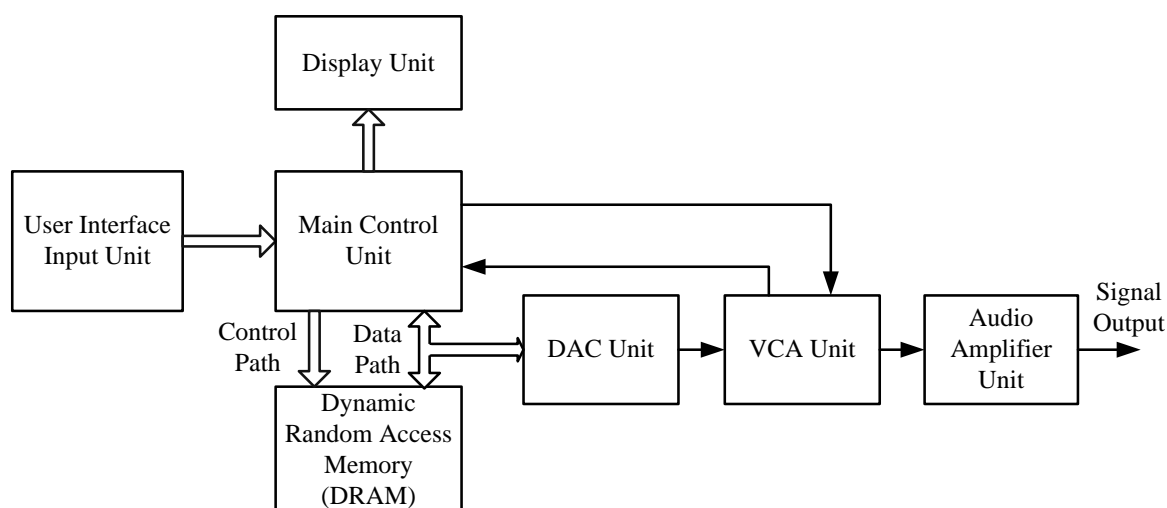 Display Unit
User Interface
Input Unit
Main Control
Unit
Control
Path
Data
Path
DAC Unit
VCA Unit
Audio
Amplifier
Unit
Signal
Output
Dynamic
Random Access
Memory
(DRAM)